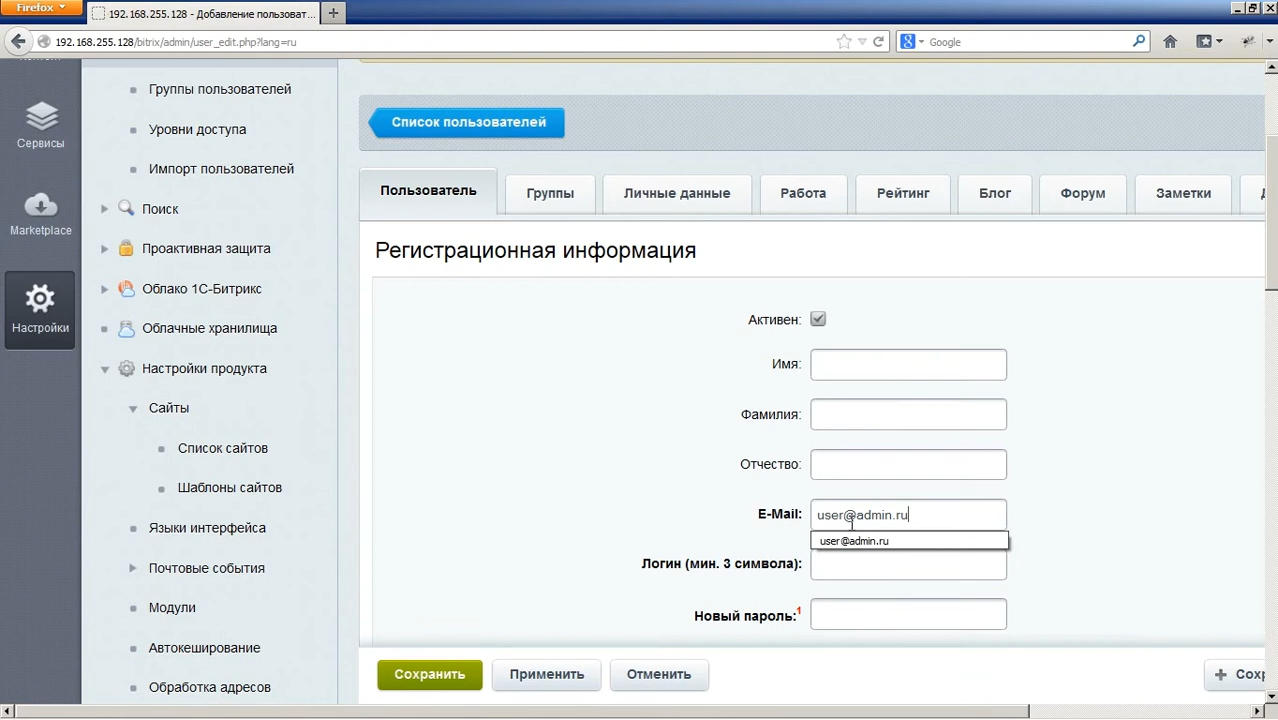 Firefox
192.168.255.128 - Добавление пользоват...
192.168.255.128/bitrix/admin/user_edit.php?lang=ru
Google
Сервисы
Marketplace
Настройки
Группы пользователей
Уровни доступа
Импорт пользователей
Поиск
Проактивная защита
Облако 1С-Битрикс
Облачные хранилища
Настройки продукта
Сайты
Список сайтов
Шаблоны сайтов
Языки интерфейса
Почтовые события
Модули
Автокеширование
Обработка адресов
Список пользователей
Пользователь Группы Личные данные Работа Рейтинг Блог Форум Заметки
Регистрационная информация
Активен:
Имя:
Фамилия:
Отчество:
E-Mail: user@admin.ru
user@admin.ru
Логин (мин. 3 символа):
Новый пароль:1
Сохранить Применить Отменить + Сохр